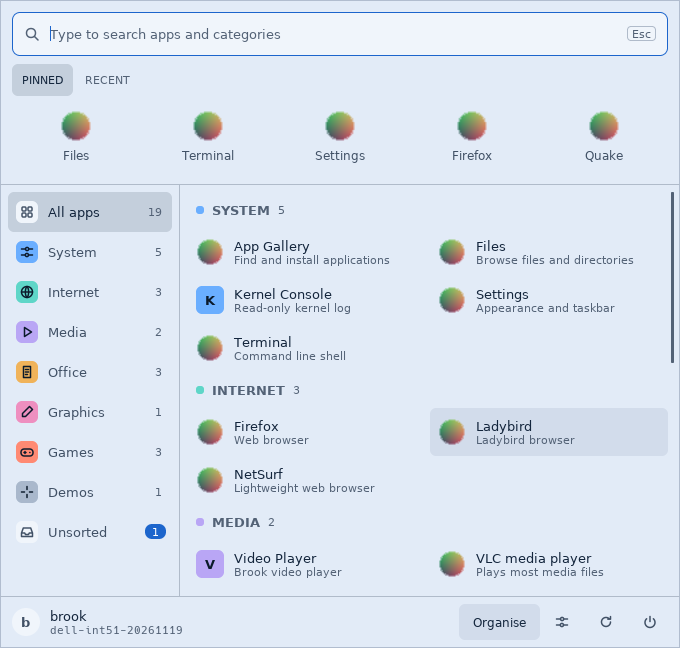 Type to search apps and categories
Esc
PINNED
RECENT
Files
Terminal
Settings
Firefox
Quake
All apps 19
System 5
Internet 3
Media 2
Office 3
Graphics 1
Games 3
Demos 1
Unsorted 1
SYSTEM 5
App Gallery
Find and install applications
Files
Browse files and directories
K
Kernel Console
Read-only kernel log
Settings
Appearance and taskbar
Terminal
Command line shell
INTERNET 3
Firefox
Web browser
Ladybird
Ladybird browser
NetSurf
Lightweight web browser
MEDIA 2
V
Video Player
Brook video player
VLC media player
Plays most media files
b
brook
dell-int51-20261119
Organise